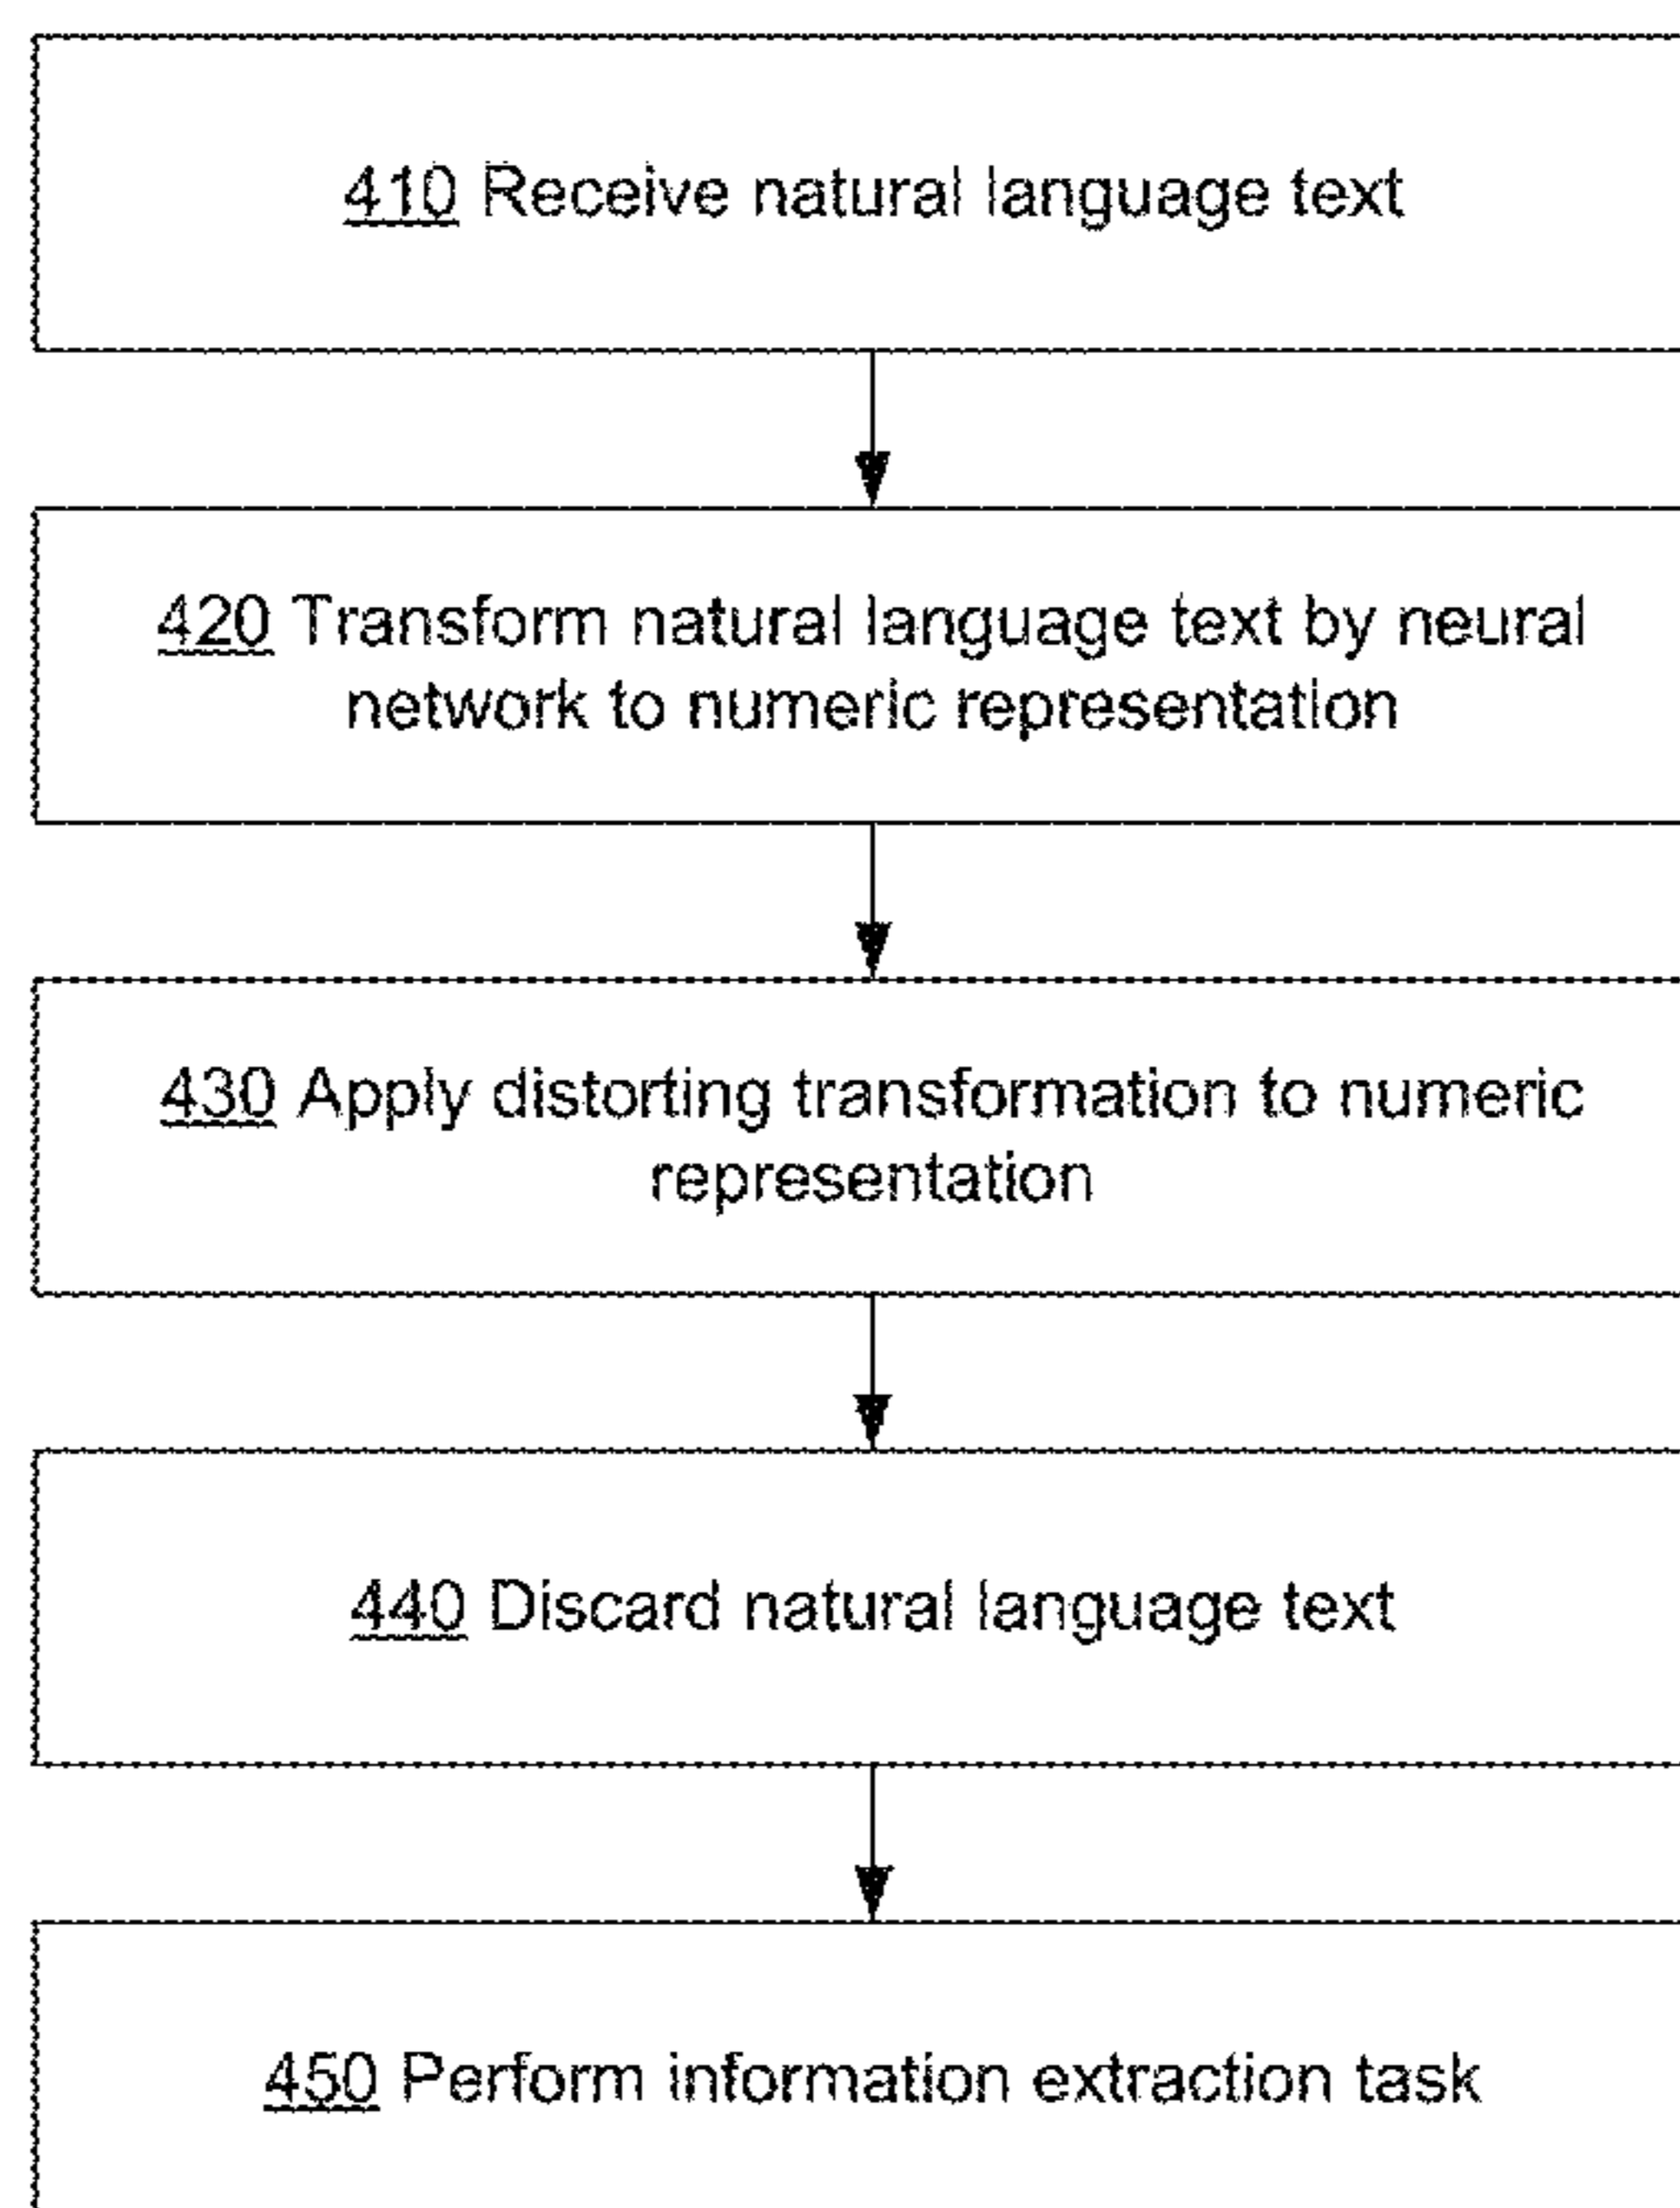 410 Receive natural language text
420 Transform natural language text by neural
network to numeric representation
430 Apply distorting transformation to numeric
representation
440 Discard natural language text
450 Perform information extraction task